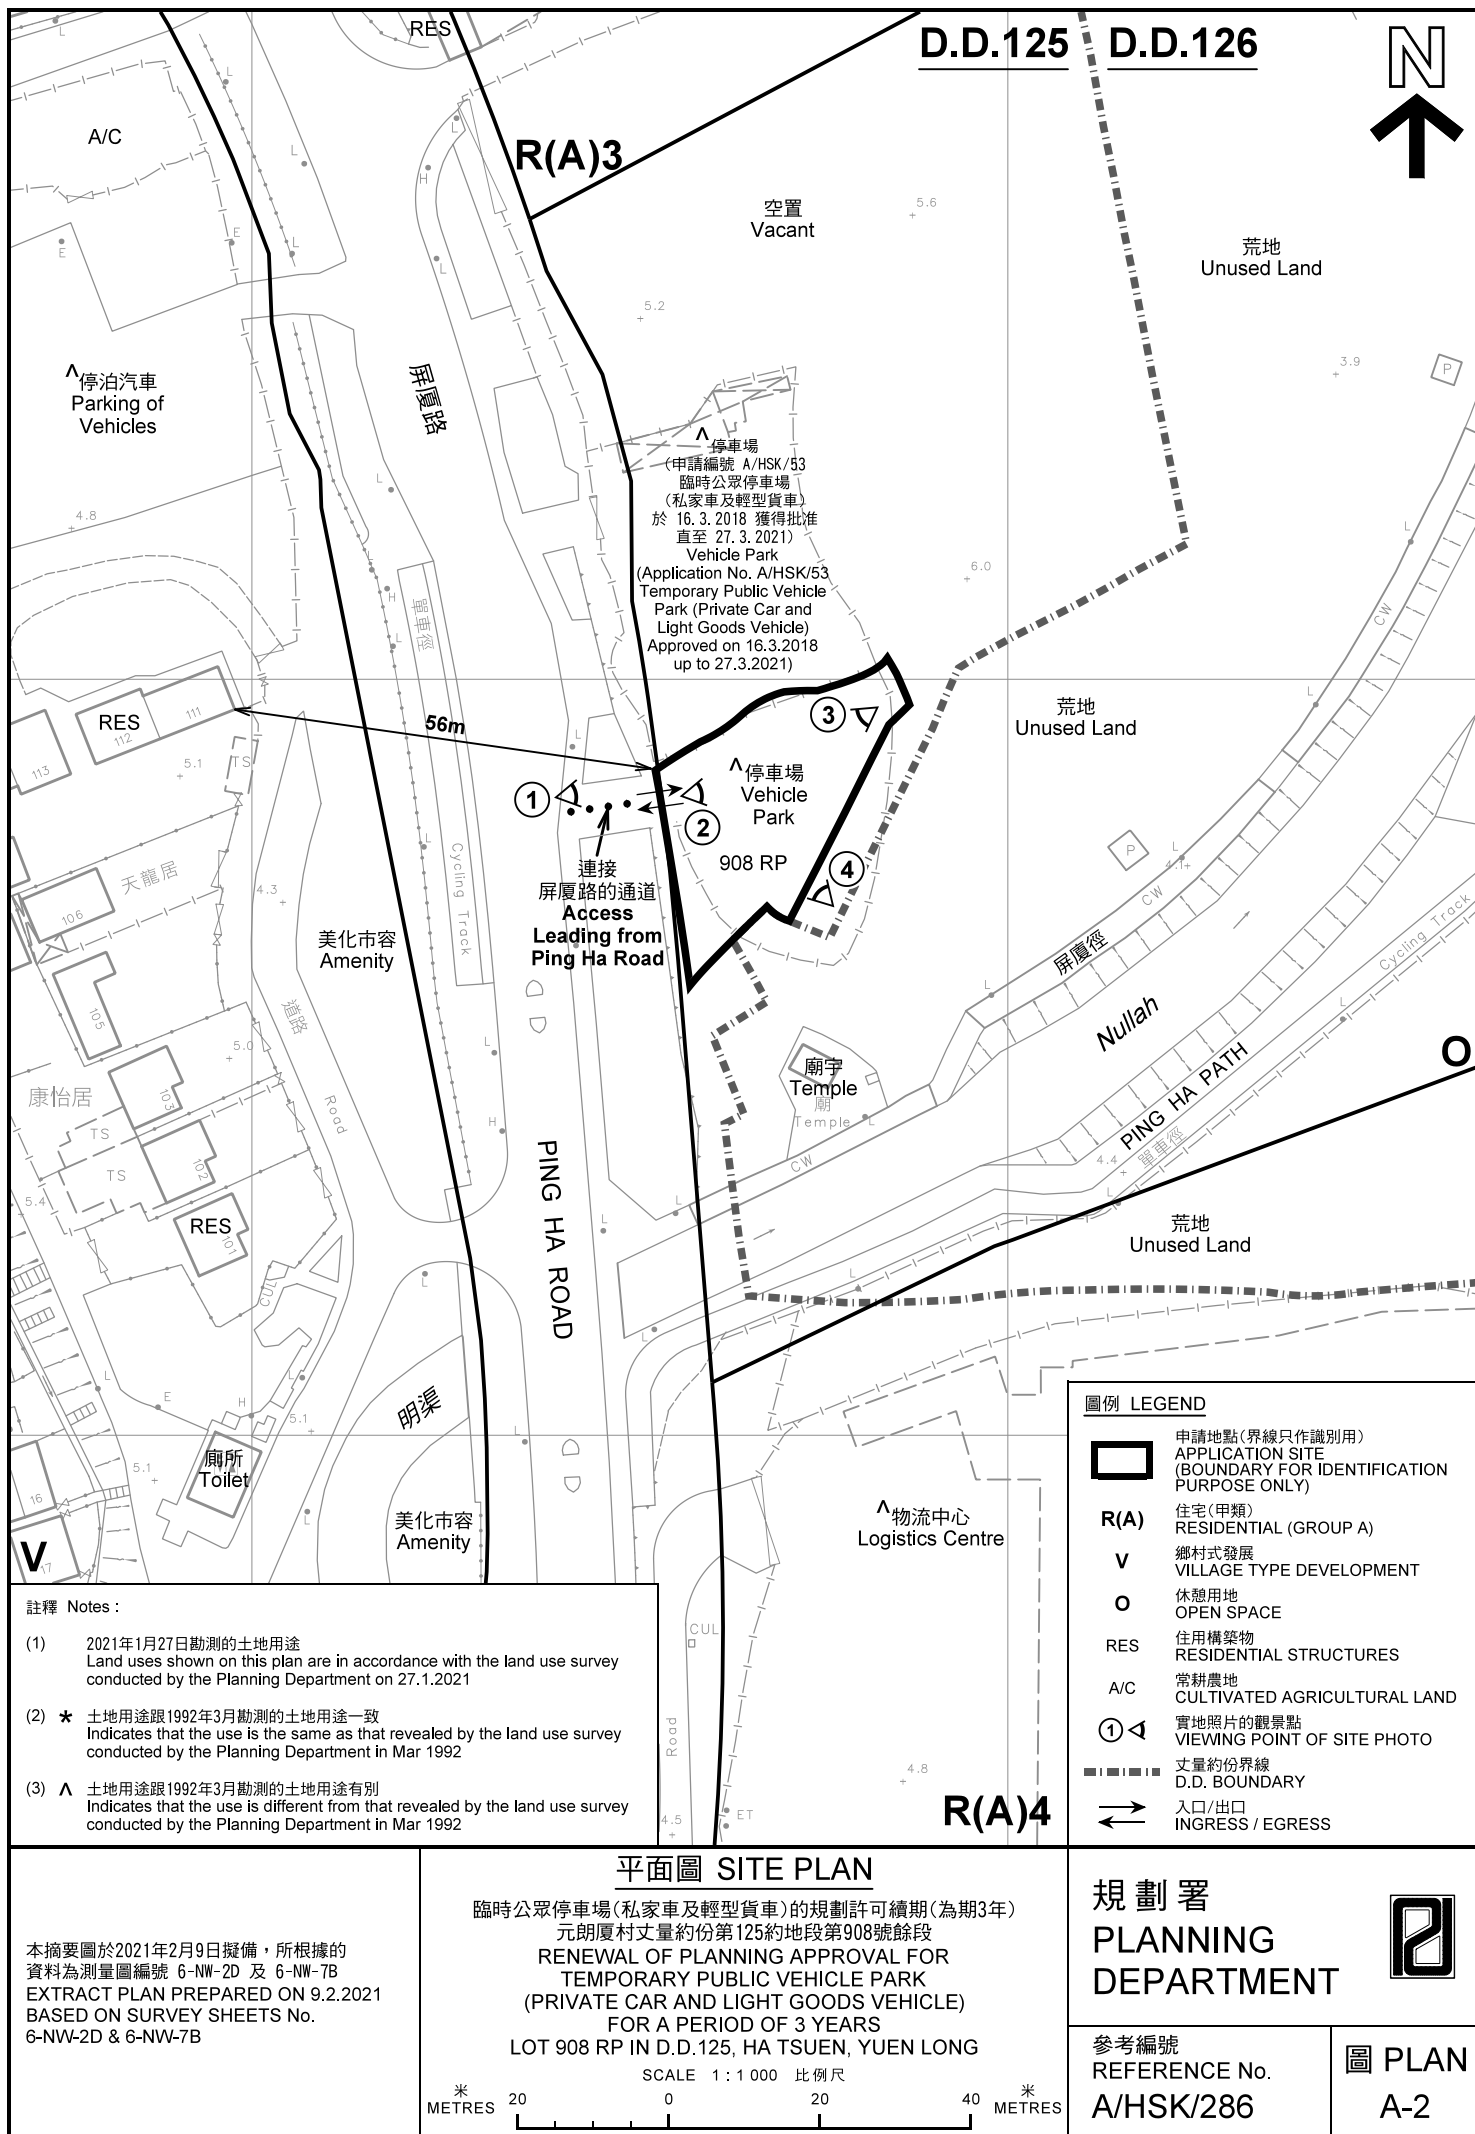 D.D.125
D.D.126
N
RES
A/C
R(A)3
空置
Vacant
5.6
荒地
Unused Land
5.2
3.9
P
^停泊汽車
Parking of
Vehicles
屏厦路
4.8
^停車場
(申請編號 A/HSK/53
臨時公眾停車場
(私家車及輕型貨車)
於 16.3.2018 獲得批准
直至 27.3.2021)
Vehicle Park
(Application No. A/HSK/53
Temporary Public Vehicle
Park (Private Car and
Light Goods Vehicle)
Approved on 16.3.2018
up to 27.3.2021)
6.0
單車徑
CW
RES
111
112
113
TS
5.1
56m
荒地
Unused Land
1
2
3
4
^停車場
Vehicle
Park
908 RP
連接
屏厦路的通道
Access
Leading from
Ping Ha Road
天龍居
106
4.3
Cycling Track
美化市容
Amenity
P
4.1
CW
屏廈徑
Nullah
Cycling Track
105
道路
5.0
康怡居
103
TS
Road
廟宇
Temple
廟
Temple
CW
PING HA PATH
單車徑
4.4
O
102
TS
5.4
RES
101
CUL
PING HA ROAD
荒地
Unused Land
明渠
5.1
5.1
廁所
Toilet
16
17
V
美化市容
Amenity
^物流中心
Logistics Centre
CUL
Road
4.5
ET
4.8
R(A)4
圖例 LEGEND
申請地點(界線只作識別用)
APPLICATION SITE
(BOUNDARY FOR IDENTIFICATION
PURPOSE ONLY)
R(A) 住宅(甲類)
RESIDENTIAL (GROUP A)
V 鄉村式發展
VILLAGE TYPE DEVELOPMENT
O 休憩用地
OPEN SPACE
RES 住用構築物
RESIDENTIAL STRUCTURES
A/C 常耕農地
CULTIVATED AGRICULTURAL LAND
1 實地照片的觀景點
VIEWING POINT OF SITE PHOTO
丈量約份界線
D.D. BOUNDARY
入口/出口
INGRESS / EGRESS
註釋 Notes :
(1) 2021年1月27日勘測的土地用途
Land uses shown on this plan are in accordance with the land use survey
conducted by the Planning Department on 27.1.2021
(2) * 土地用途跟1992年3月勘測的土地用途一致
Indicates that the use is the same as that revealed by the land use survey
conducted by the Planning Department in Mar 1992
(3) ^ 土地用途跟1992年3月勘測的土地用途有別
Indicates that the use is different from that revealed by the land use survey
conducted by the Planning Department in Mar 1992
本摘要圖於2021年2月9日擬備，所根據的
資料為測量圖編號 6-NW-2D 及 6-NW-7B
EXTRACT PLAN PREPARED ON 9.2.2021
BASED ON SURVEY SHEETS No.
6-NW-2D & 6-NW-7B
平面圖 SITE PLAN
臨時公眾停車場(私家車及輕型貨車)的規劃許可續期(為期3年)
元朗厦村丈量約份第125約地段第908號餘段
RENEWAL OF PLANNING APPROVAL FOR
TEMPORARY PUBLIC VEHICLE PARK
(PRIVATE CAR AND LIGHT GOODS VEHICLE)
FOR A PERIOD OF 3 YEARS
LOT 908 RP IN D.D.125, HA TSUEN, YUEN LONG
SCALE 1 : 1 000 比例尺
米
METRES 20 0 20 40 米
METRES
規劃署
PLANNING
DEPARTMENT
參考編號
REFERENCE No.
A/HSK/286
圖 PLAN
A-2